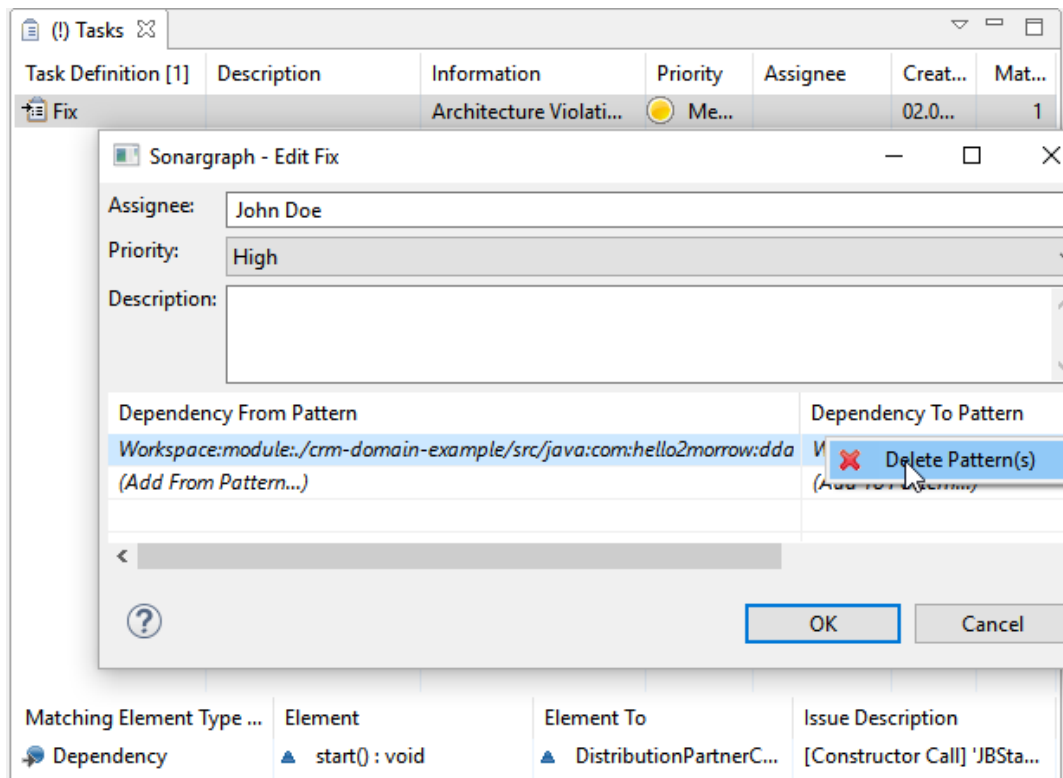 (!) Tasks
Task Definition [1] Description Information Priority Assignee Creat... Mat...
Fix Architecture Violati... Me... 02.0... 1
Sonargraph - Edit Fix
Assignee: John Doe
Priority: High
Description:
Dependency From Pattern Dependency To Pattern
Workspace:module:./crm-domain-example/src/java:com:hello2morrow:dda W
Delete Pattern(s)
(Add From Pattern...) (Add To Pattern...)
? OK Cancel
Matching Element Type ... Element Element To Issue Description
Dependency start() : void DistributionPartnerC... [Constructor Call] 'JBSta...